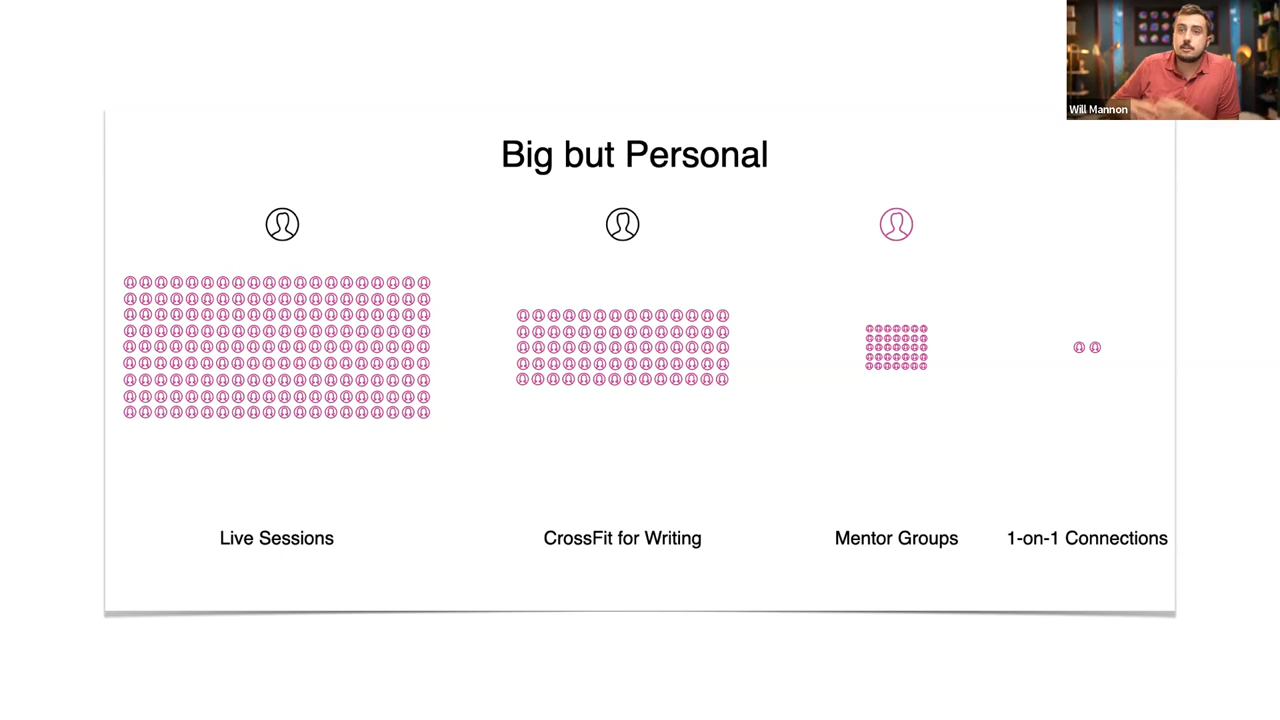 Will Mannon
Big but Personal
Live Sessions
CrossFit for Writing
Mentor Groups
1-on-1 Connections